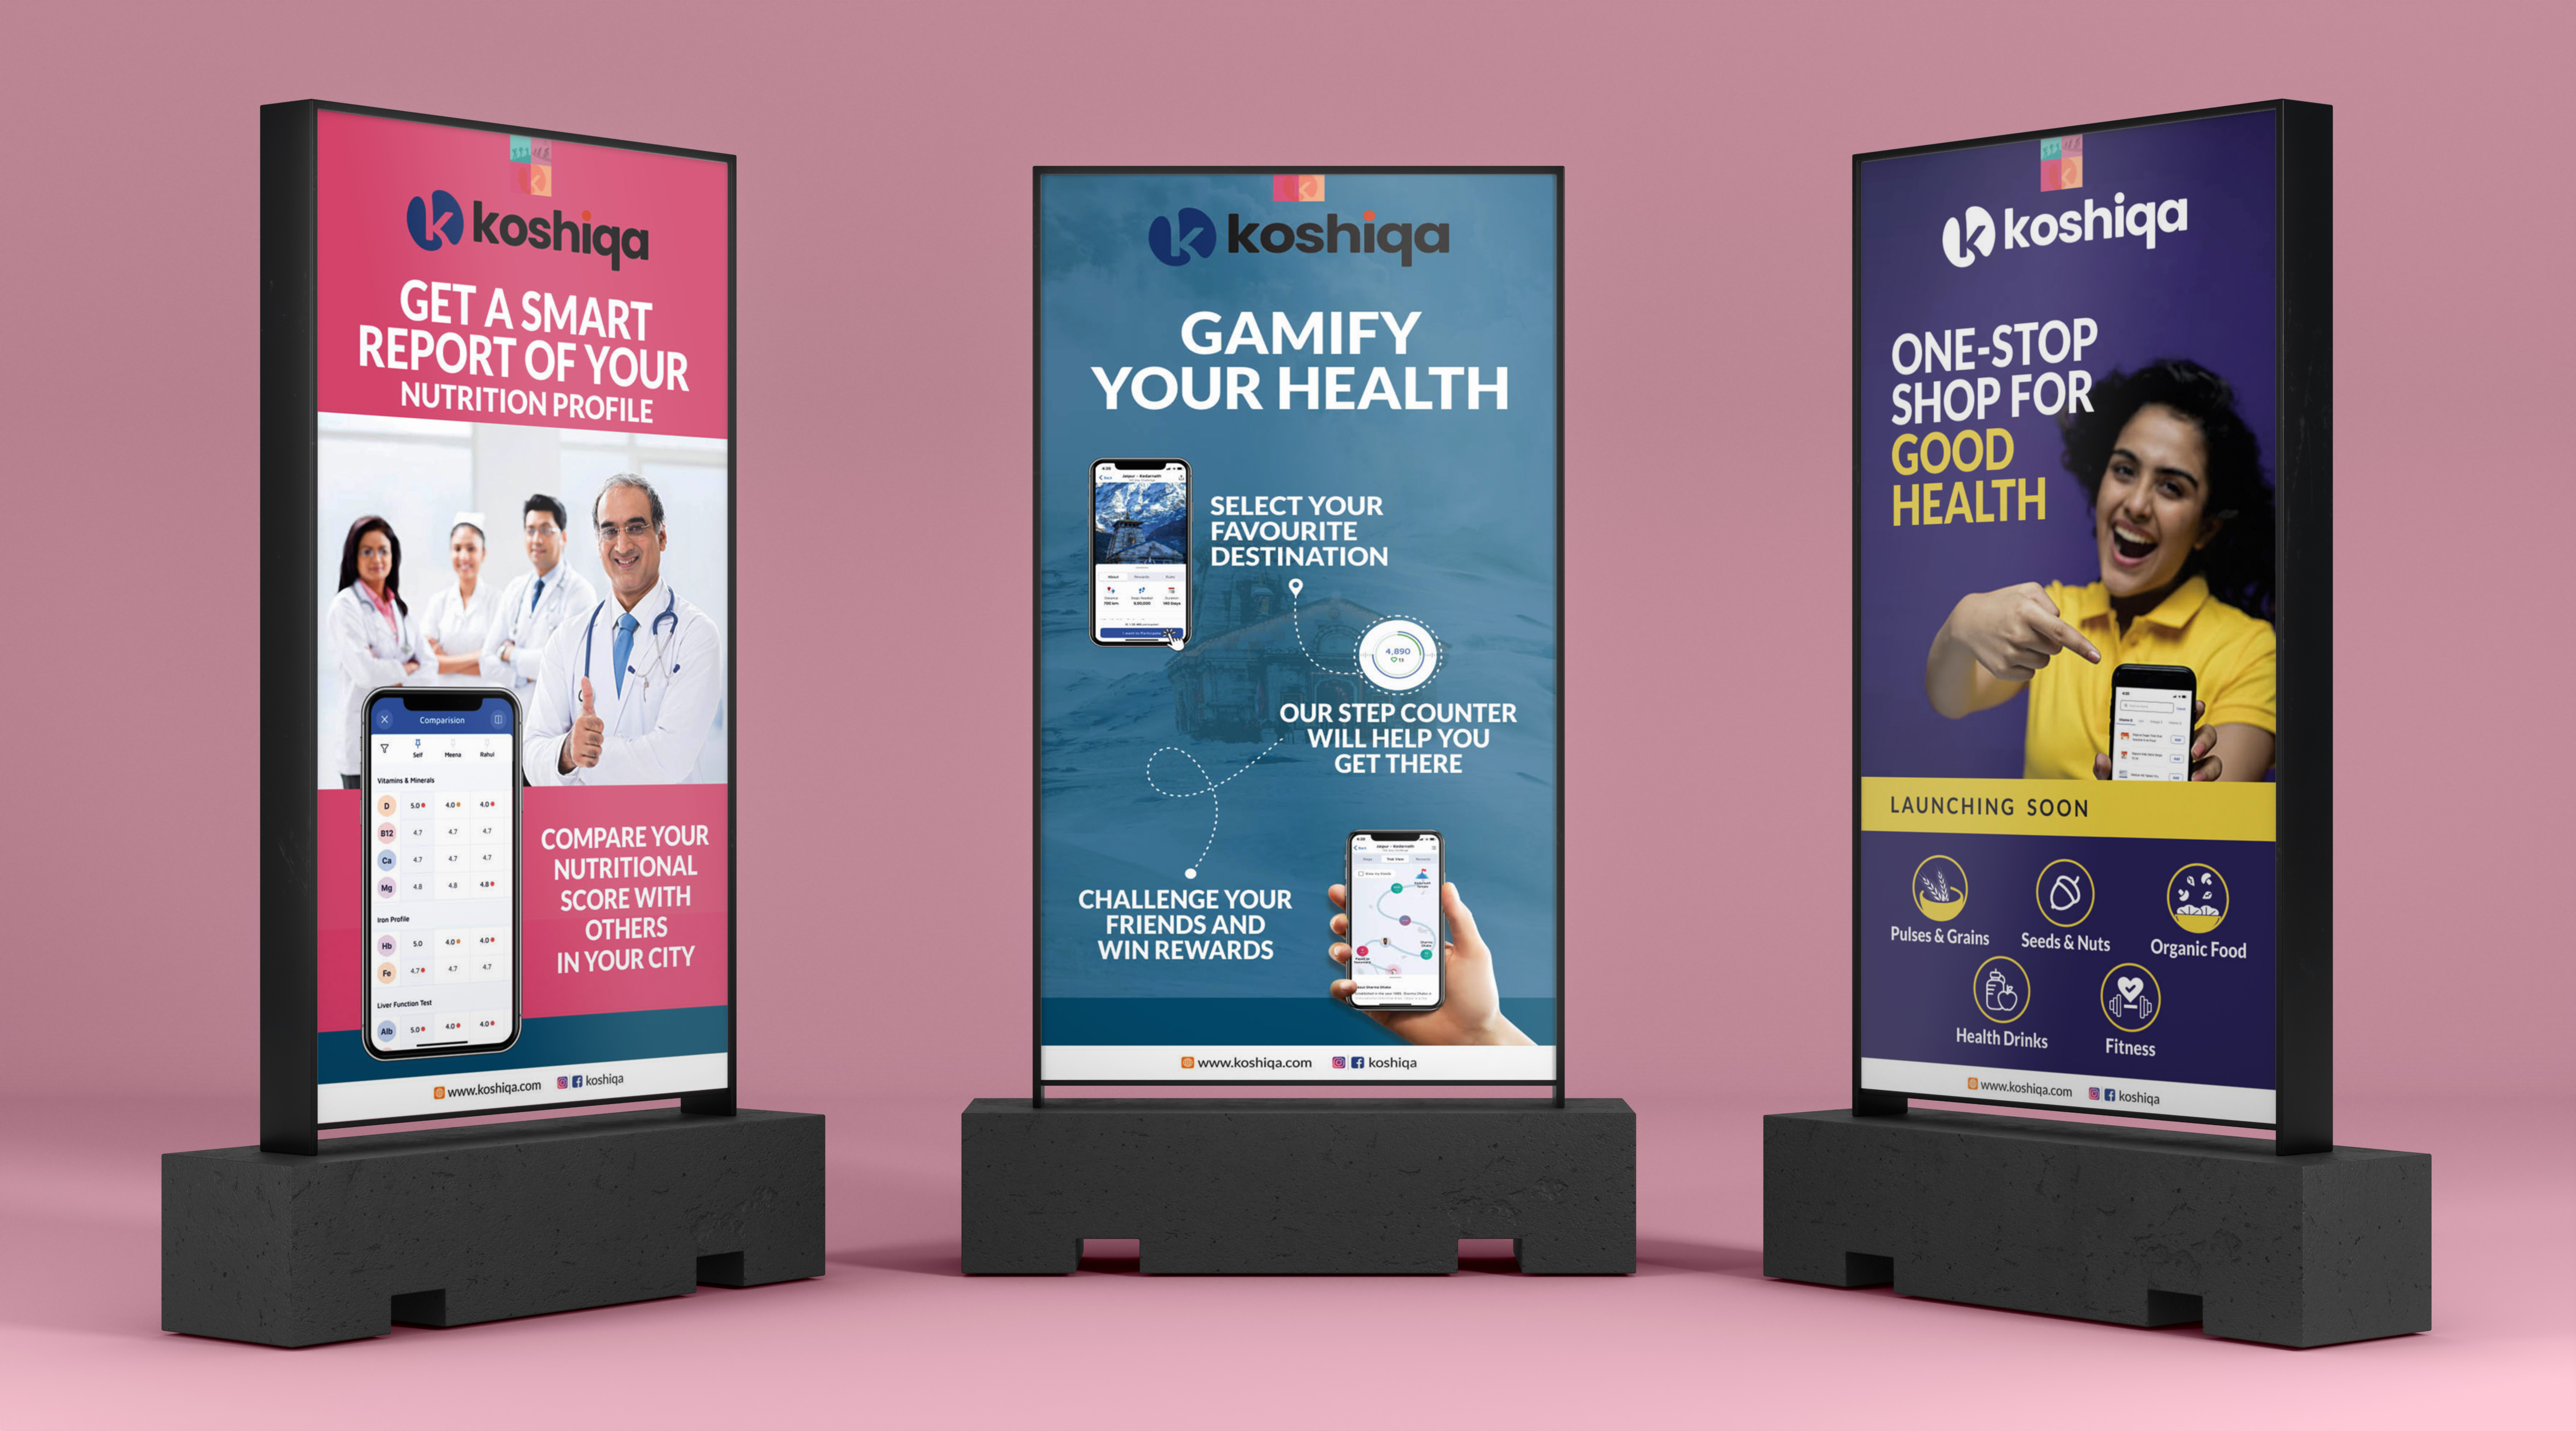 koshiqa
GET A SMART
REPORT OF YOUR
NUTRITION PROFILE
Comparision
Self Meena Rahul
Vitamins & Minerals
D 5.0 4.0 4.0
B12 4.7 4.7 4.7
Ca 4.7 4.7 4.7
Mg 4.8 4.8 4.8
Iron Profile
Hb 5.0 4.0 4.0
Fe 4.7 4.7 4.7
Liver Function Test
Alb 5.0 4.0 4.0
COMPARE YOUR
NUTRITIONAL
SCORE WITH
OTHERS
IN YOUR CITY
www.koshiqa.com koshiqa
koshiqa
GAMIFY
YOUR HEALTH
Jaipur - Kedarnath
SELECT YOUR
FAVOURITE
DESTINATION
4,890
13
OUR STEP COUNTER
WILL HELP YOU
GET THERE
CHALLENGE YOUR
FRIENDS AND
WIN REWARDS
Jaipur - Kedarnath
www.koshiqa.com koshiqa
koshiqa
ONE-STOP
SHOP FOR
GOOD
HEALTH
LAUNCHING SOON
Pulses & Grains
Seeds & Nuts
Organic Food
Health Drinks
Fitness
www.koshiqa.com koshiqa